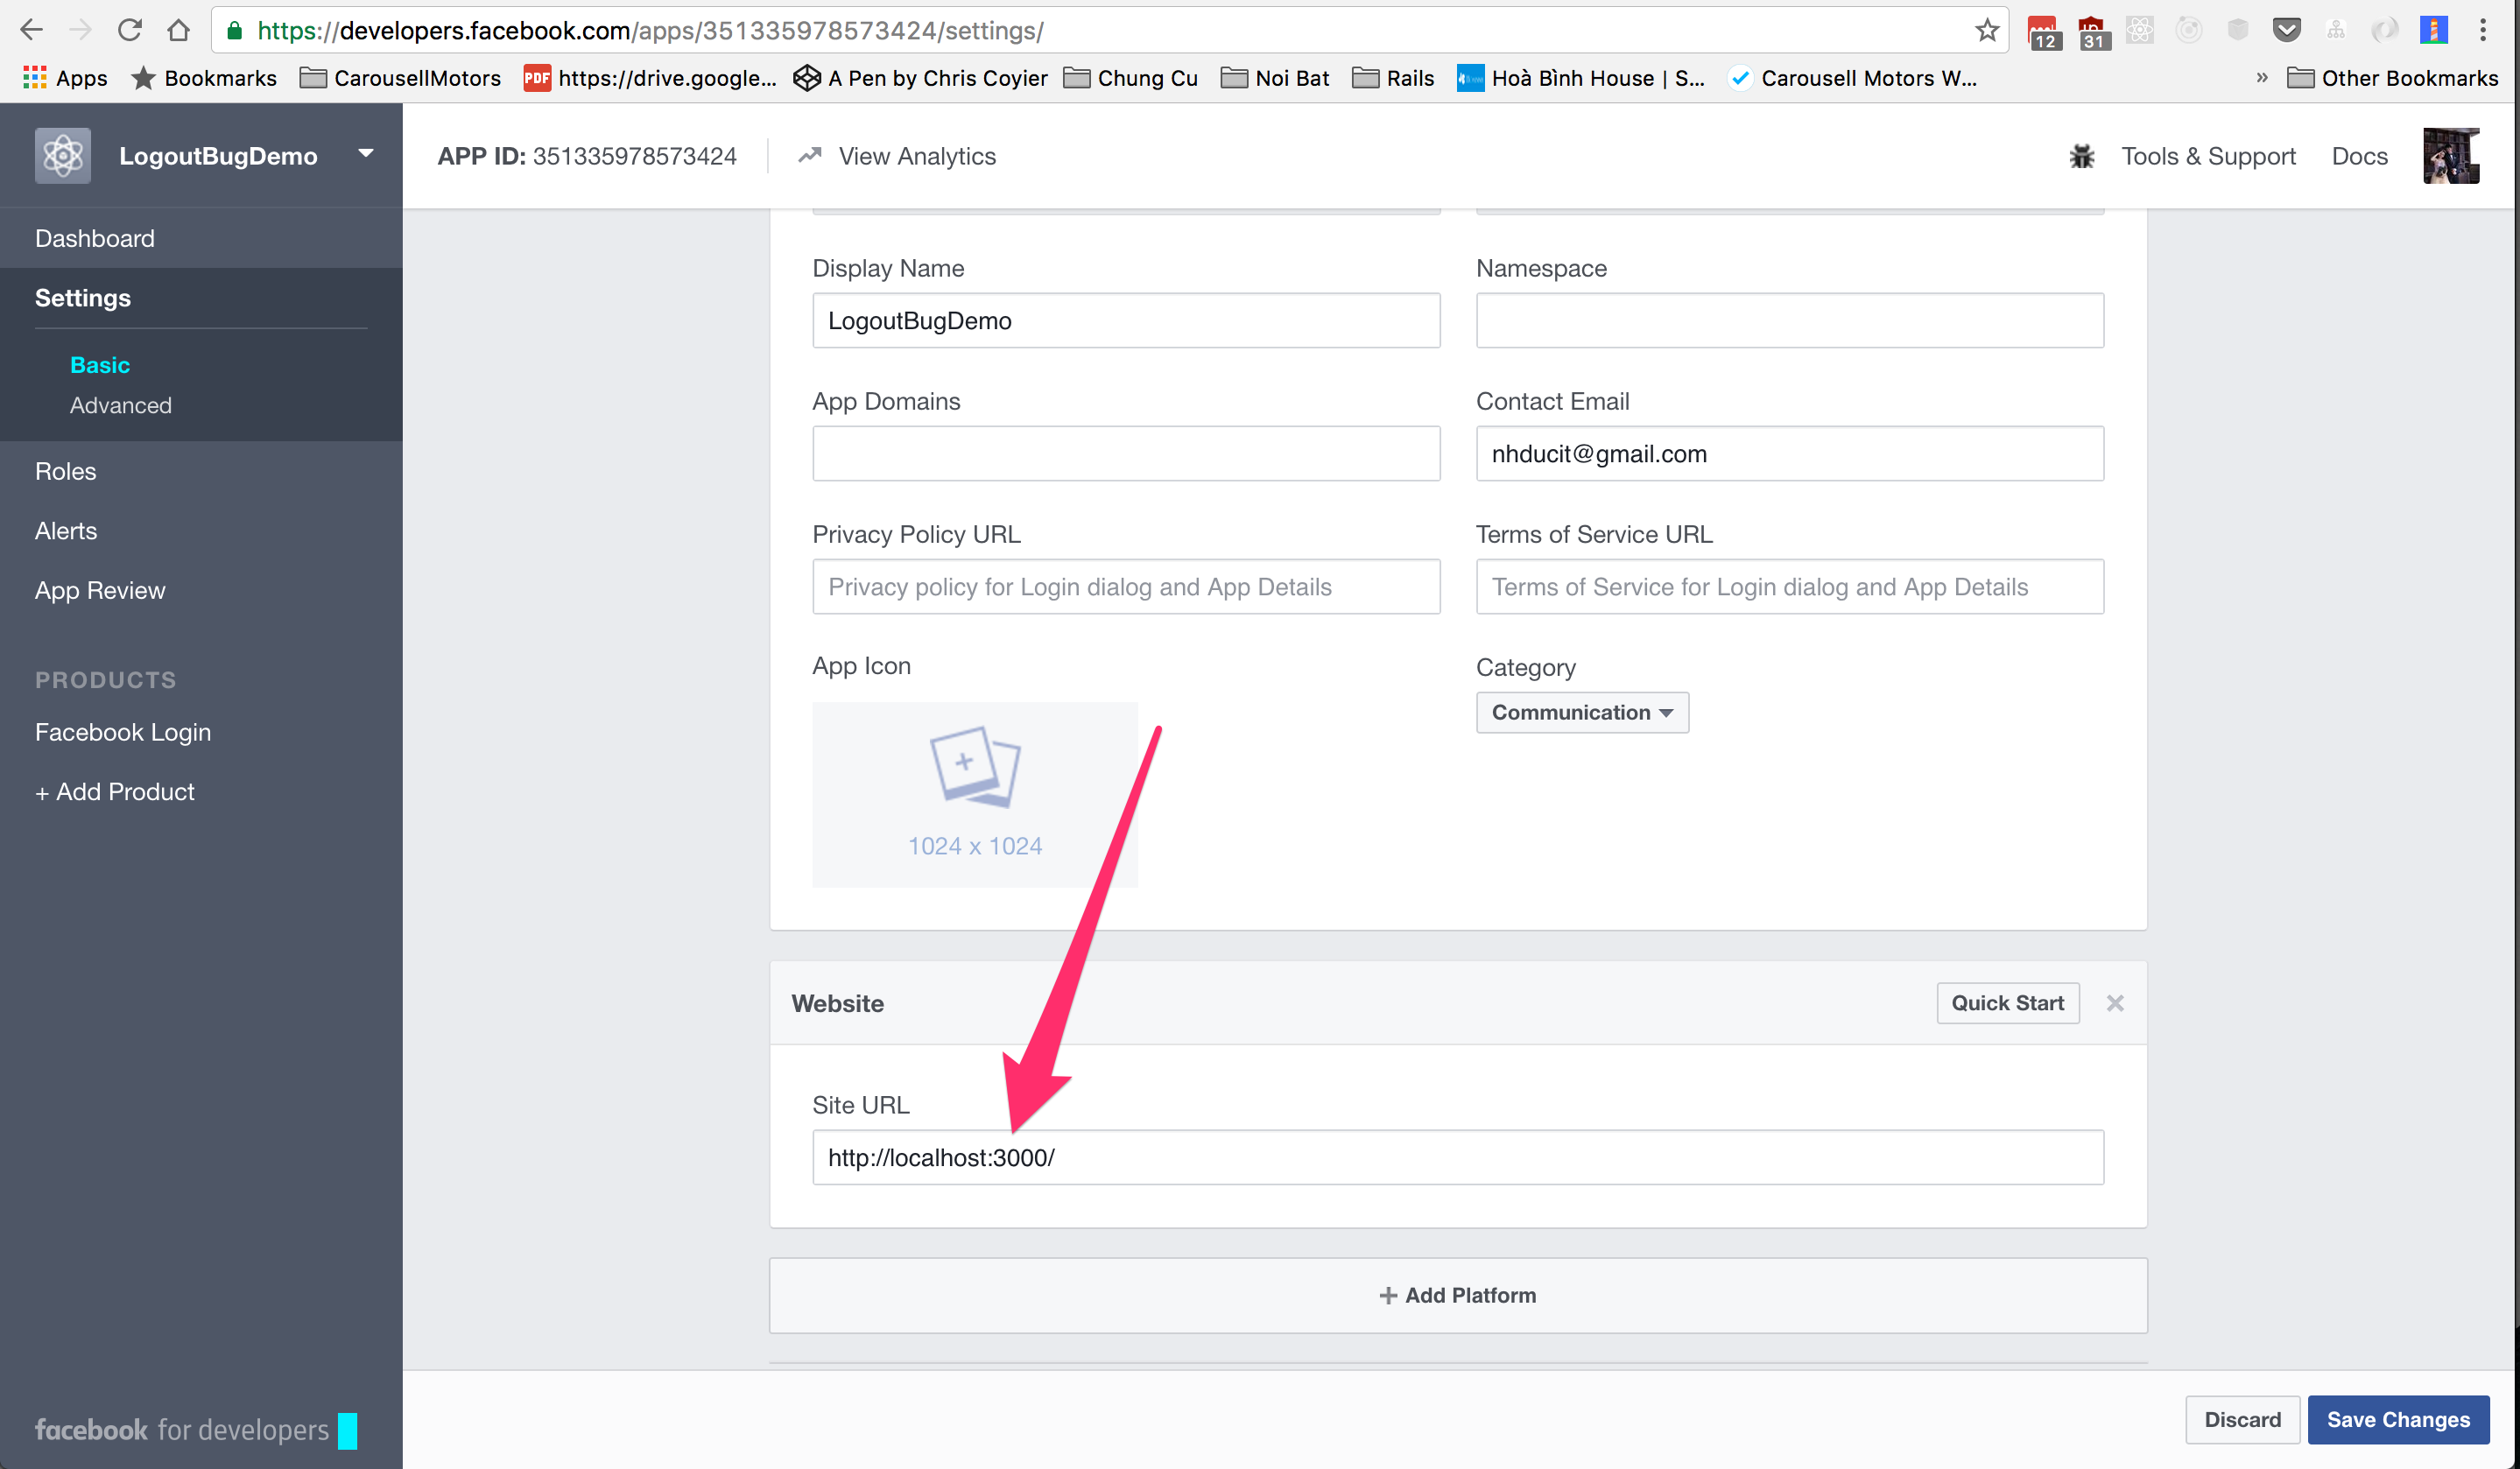 https://developers.facebook.com/apps/351335978573424/settings/
12
31
Apps
Bookmarks
CarousellMotors
PDF
https://drive.google...
A Pen by Chris Coyier
Chung Cu
Noi Bat
Rails
Hoà Bình House | S...
Carousell Motors W...
»
Other Bookmarks
LogoutBugDemo
APP ID: 351335978573424
View Analytics
Tools & Support
Docs
Dashboard
Settings
Basic
Advanced
Roles
Alerts
App Review
PRODUCTS
Facebook Login
+ Add Product
facebook for developers
Display Name
LogoutBugDemo
Namespace
App Domains
Contact Email
nhducit@gmail.com
Privacy Policy URL
Privacy policy for Login dialog and App Details
Terms of Service URL
Terms of Service for Login dialog and App Details
App Icon
1024 x 1024
Category
Communication
Website
Quick Start
Site URL
http://localhost:3000/
+ Add Platform
Discard
Save Changes